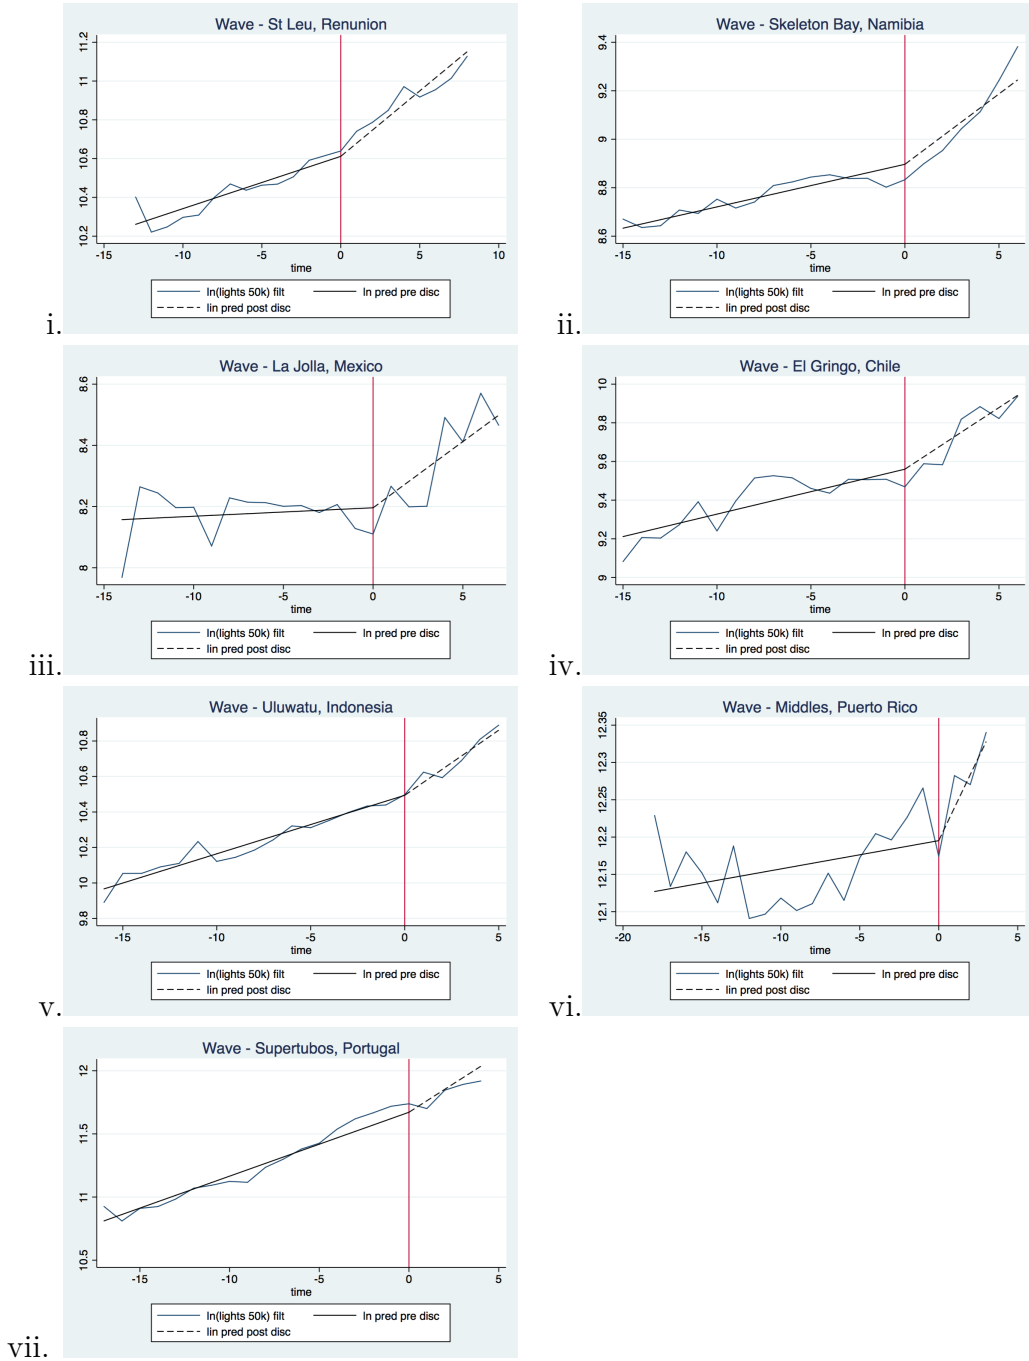 Wave - St Leu, Renunion
11.2
11
10.8
10.6
10.4
10.2
-15 -10 -5 0 5 10
time
ln(lights 50k) filt ln pred pre disc
lin pred post disc
i.
Wave - Skeleton Bay, Namibia
9.4
9.2
9
8.8
8.6
-15 -10 -5 0 5
time
ln(lights 50k) filt ln pred pre disc
lin pred post disc
ii.
Wave - La Jolla, Mexico
8.6
8.4
8.2
8
-15 -10 -5 0 5
time
ln(lights 50k) filt ln pred pre disc
lin pred post disc
iii.
Wave - El Gringo, Chile
10
9.8
9.6
9.4
9.2
9
-15 -10 -5 0 5
time
ln(lights 50k) filt ln pred pre disc
lin pred post disc
iv.
Wave - Uluwatu, Indonesia
10.8
10.6
10.4
10.2
10
9.8
-15 -10 -5 0 5
time
ln(lights 50k) filt ln pred pre disc
lin pred post disc
v.
Wave - Middles, Puerto Rico
12.35
12.3
12.25
12.2
12.15
12.1
-20 -15 -10 -5 0 5
time
ln(lights 50k) filt ln pred pre disc
lin pred post disc
vi.
Wave - Supertubos, Portugal
12
11.5
11
10.5
-15 -10 -5 0 5
time
ln(lights 50k) filt ln pred pre disc
lin pred post disc
vii.